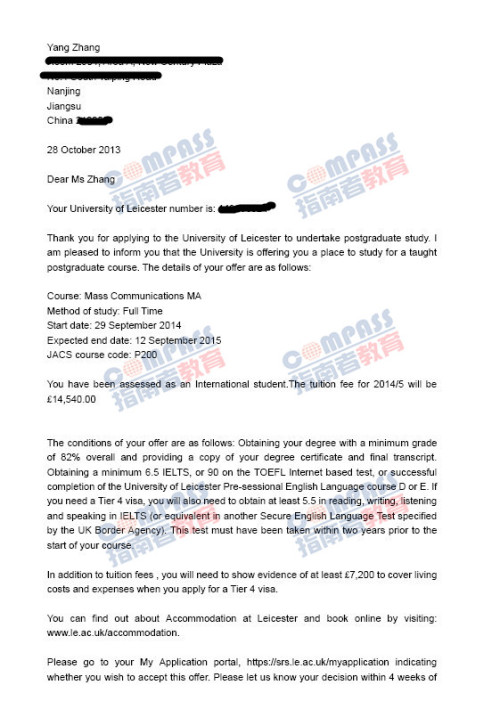 Yang Zhang
Nanjing
Jiangsu
China
28 October 2013
Dear Ms Zhang
Your University of Leicester number is:
Thank you for applying to the University of Leicester to undertake postgraduate study. I
am pleased to inform you that the University is offering you a place to study for a taught
postgraduate course. The details of your offer are as follows:
Course: Mass Communications MA
Method of study: Full Time
Start date: 29 September 2014
Expected end date: 12 September 2015
JACS course code: P200
You have been assessed as an International student.The tuition fee for 2014/5 will be
£14,540.00
The conditions of your offer are as follows: Obtaining your degree with a minimum grade
of 82% overall and providing a copy of your degree certificate and final transcript.
Obtaining a minimum 6.5 IELTS, or 90 on the TOEFL Internet based test, or successful
completion of the University of Leicester Pre-sessional English Language course D or E. If
you need a Tier 4 visa, you will also need to obtain at least 5.5 in reading, writing, listening
and speaking in IELTS (or equivalent in another Secure English Language Test specified
by the UK Border Agency). This test must have been taken within two years prior to the
start of your course.
In addition to tuition fees , you will need to show evidence of at least £7,200 to cover living
costs and expenses when you apply for a Tier 4 visa.
You can find out about Accommodation at Leicester and book online by visiting:
www.le.ac.uk/accommodation.
Please go to your My Application portal, https://srs.le.ac.uk/myapplication indicating
whether you wish to accept this offer. Please let us know your decision within 4 weeks of
COMPASS
指南者教育
COMPASS
指南者教育
COMPASS
指南者教育
COMPASS
指南者教育
COMPASS
指南者教育
COMPASS
指南者教育